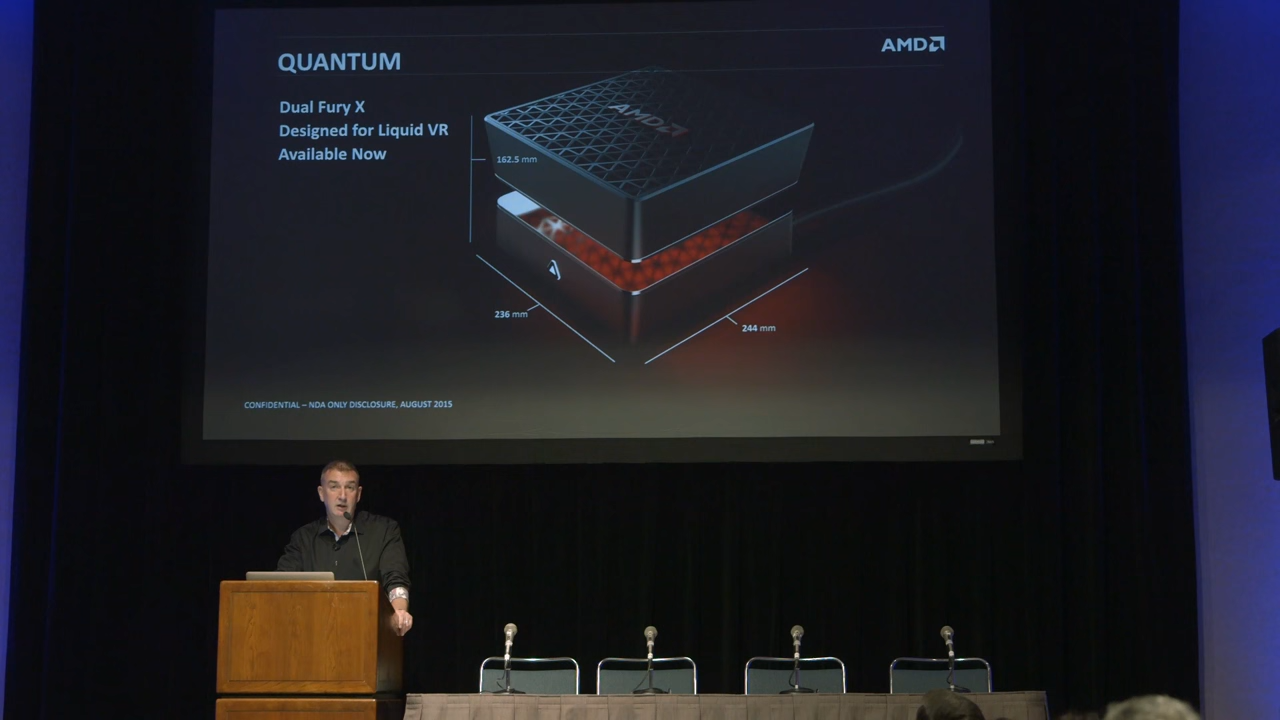 QUANTUM
AMD
Dual Fury X
Designed for Liquid VR
Available Now
AMD
162.5 mm
236 mm
244 mm
CONFIDENTIAL – NDA ONLY DISCLOSURE, AUGUST 2015